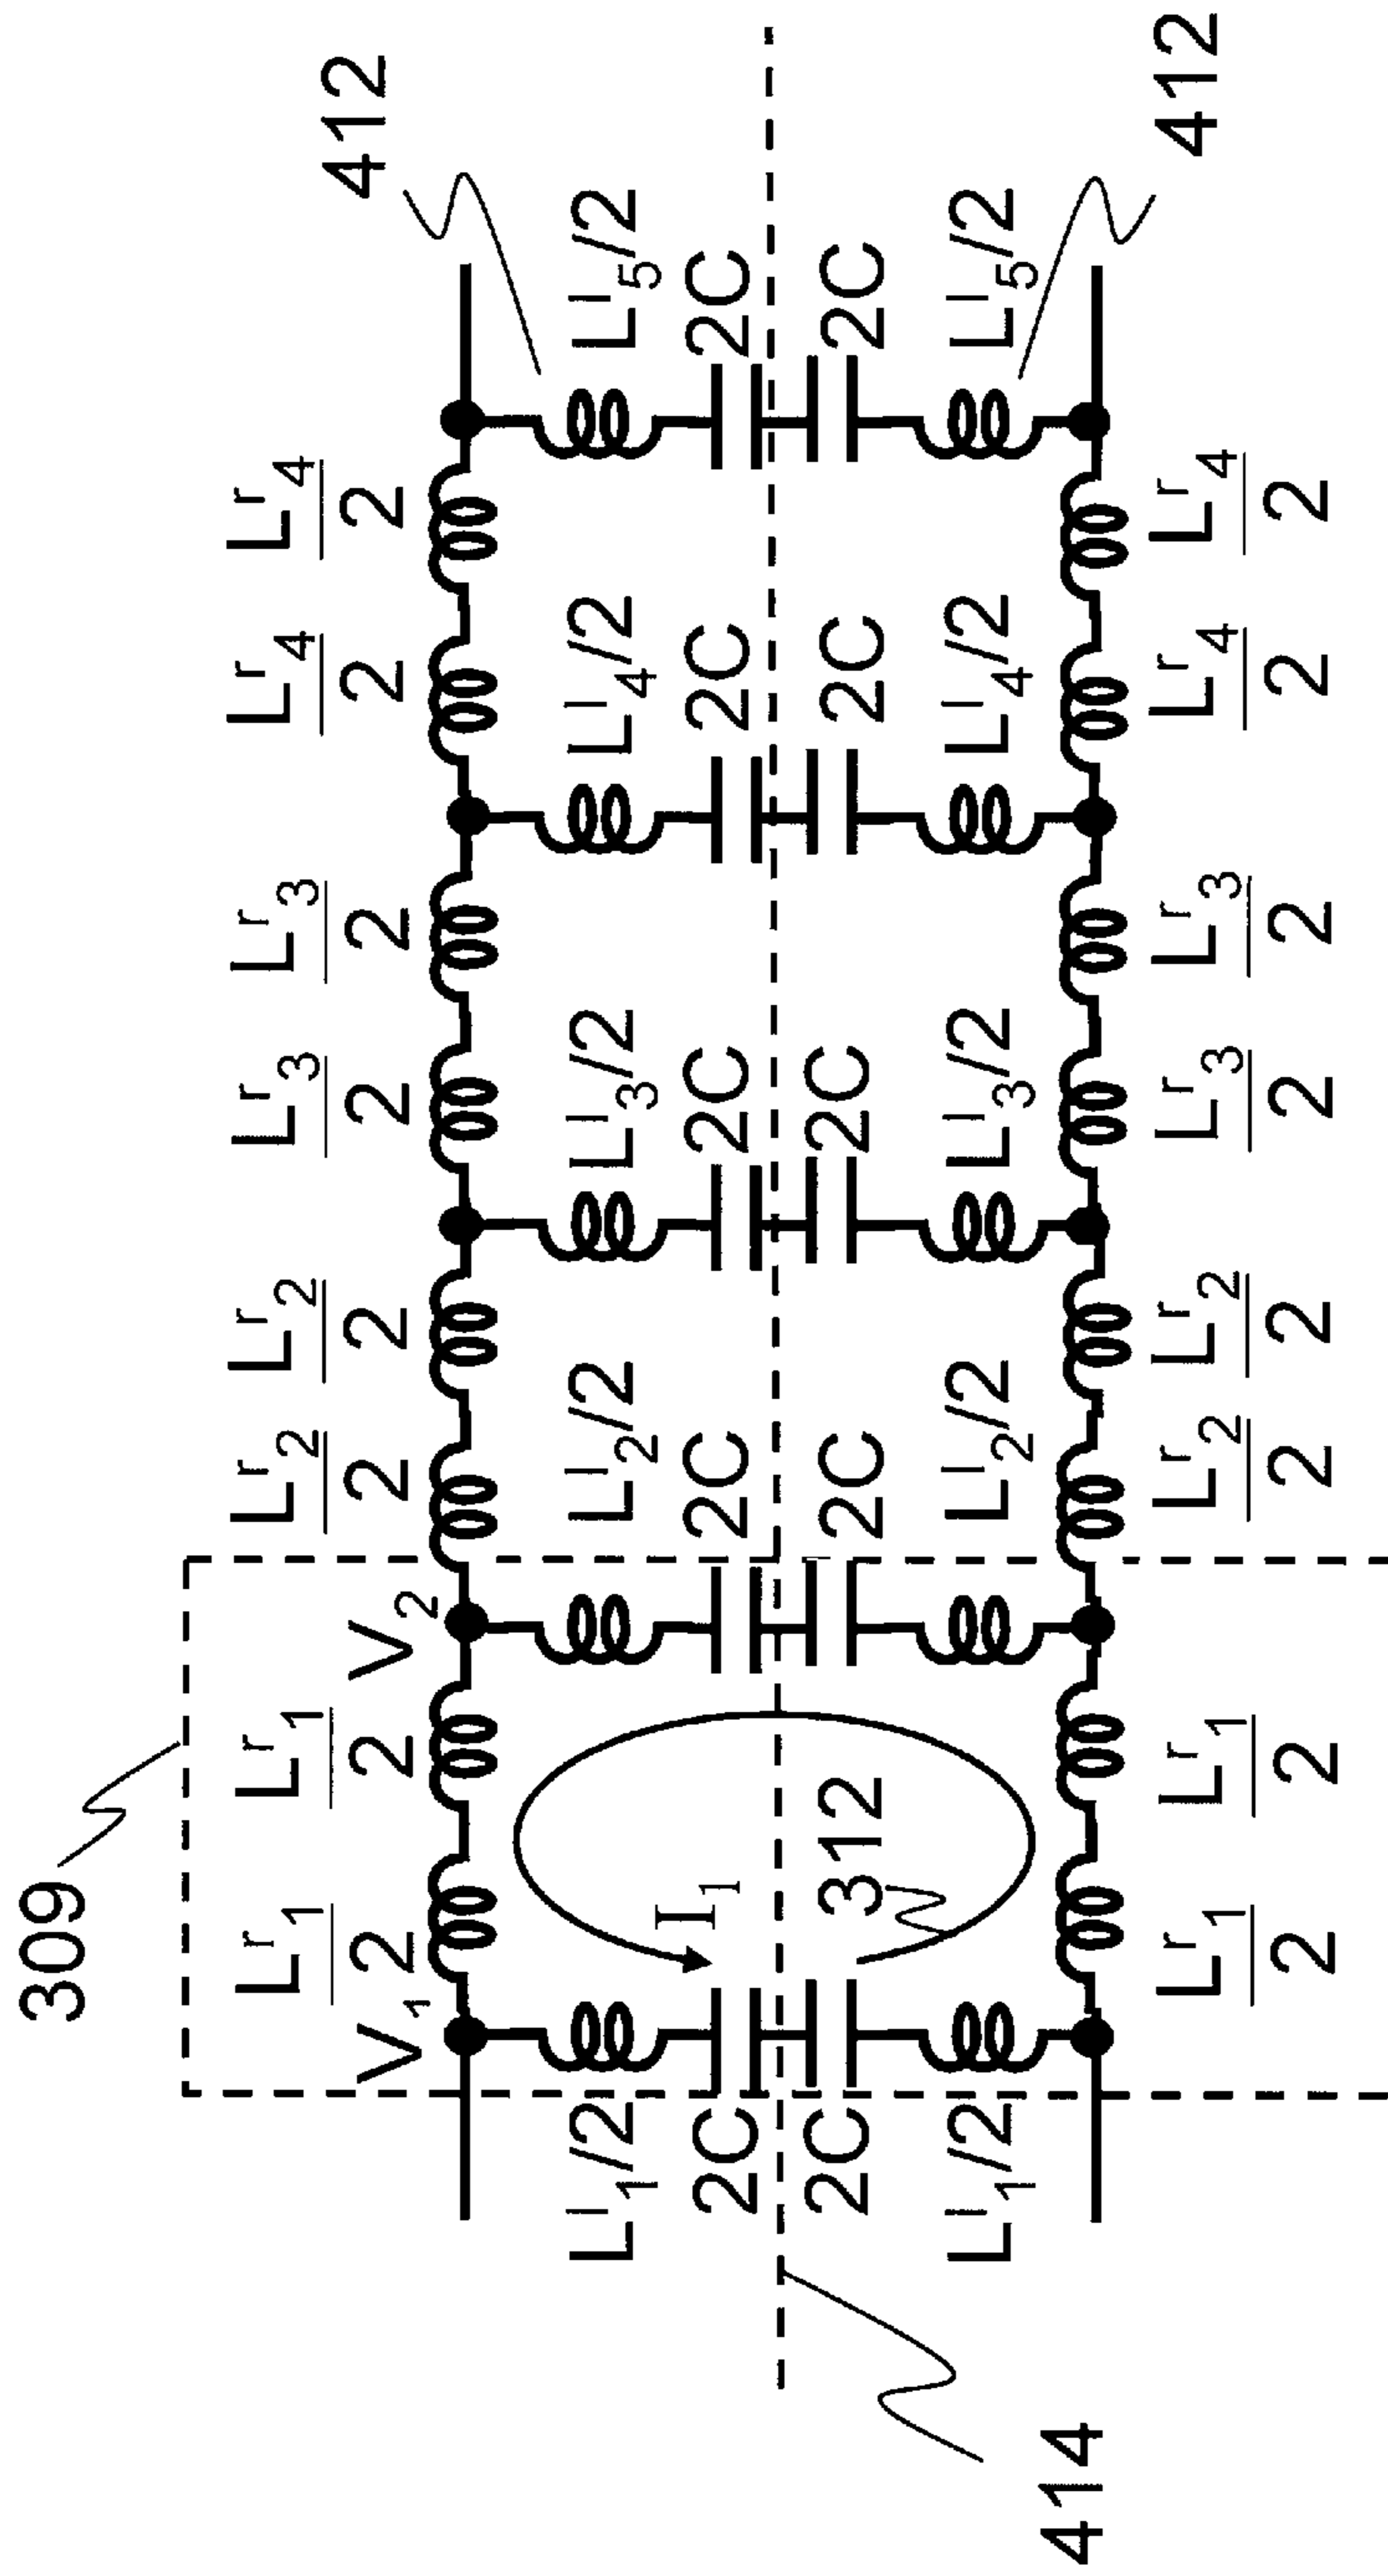 309
412
L^r_1/2 L^r_1/2 L^r_2/2 L^r_2/2 L^r_3/2 L^r_3/2 L^r_4/2 L^r_4/2
V_1 V_2
L^l_1/2 L^l_2/2 L^l_3/2 L^l_4/2 L^l_5/2
I_1
2C 2C 2C 2C 2C
414
312
2C 2C 2C 2C 2C
L^l_1/2 L^l_2/2 L^l_3/2 L^l_4/2 L^l_5/2
L^r_1/2 L^r_1/2 L^r_2/2 L^r_2/2 L^r_3/2 L^r_3/2 L^r_4/2 L^r_4/2
412